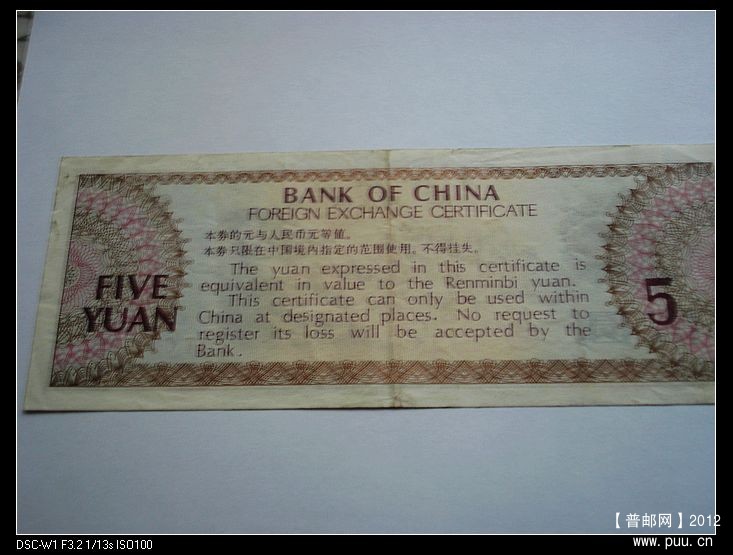 BANK OF CHINA
FOREIGN EXCHANGE CERTIFICATE
本券的元与人民币元等值。
本券只限在中国境内指定的范围使用，不得挂失。
The yuan expressed in this certificate is
equivalent in value to the Renminbi yuan.
This certificate can only be used within
China at designated places. No request to
register its loss will be accepted by the
Bank.
FIVE
YUAN
5
【普邮网】2012
www.puu.cn
DSC-W1 F3.2 1/13s ISO100